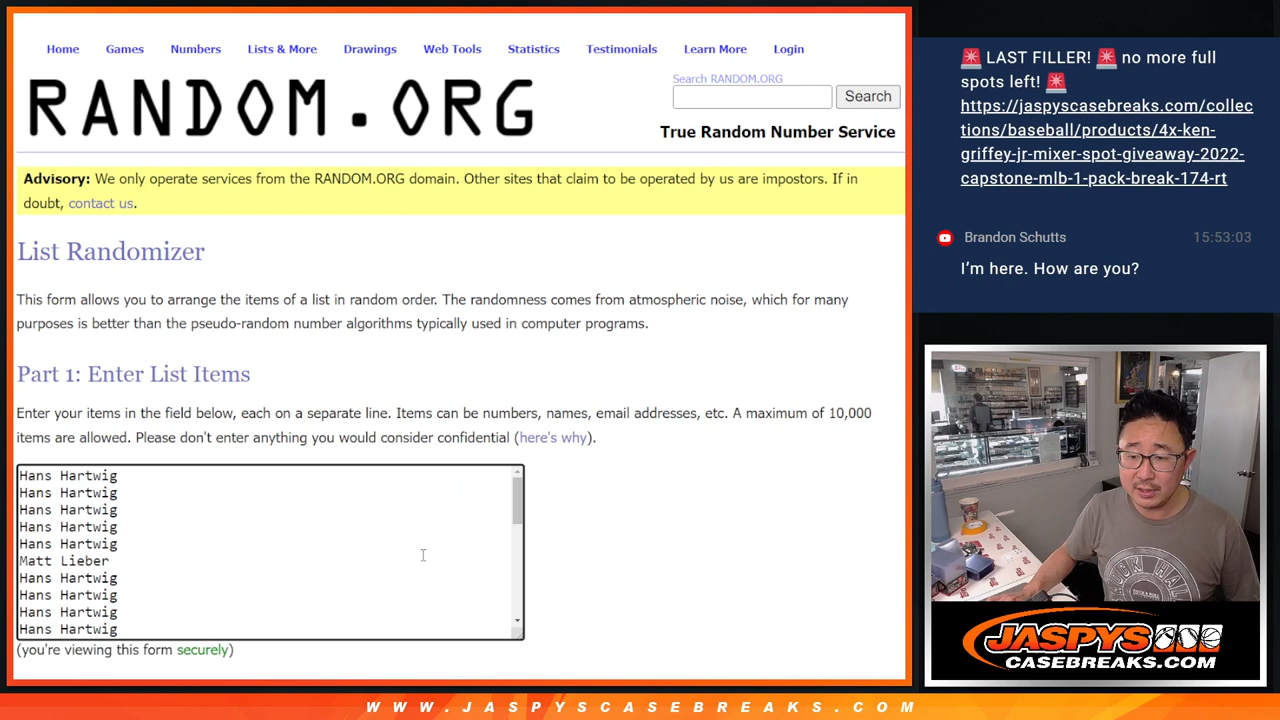 Home Games Numbers Lists & More Drawings Web Tools Statistics Testimonials Learn More Login
RANDOM.ORG
Search RANDOM.ORG
Search
True Random Number Service
Advisory: We only operate services from the RANDOM.ORG domain. Other sites that claim to be operated by us are impostors. If in
doubt, contact us.
List Randomizer
This form allows you to arrange the items of a list in random order. The randomness comes from atmospheric noise, which for many
purposes is better than the pseudo-random number algorithms typically used in computer programs.
Part 1: Enter List Items
Enter your items in the field below, each on a separate line. Items can be numbers, names, email addresses, etc. A maximum of 10,000
items are allowed. Please don't enter anything you would consider confidential (here's why).
Hans Hartwig
Hans Hartwig
Hans Hartwig
Hans Hartwig
Hans Hartwig
Matt Lieber
Hans Hartwig
Hans Hartwig
Hans Hartwig
Hans Hartwig
(you're viewing this form securely)
🚨 LAST FILLER! 🚨 no more full
spots left! 🚨
https://jaspyscasebreaks.com/collec
tions/baseball/products/4x-ken-
griffey-jr-mixer-spot-giveaway-2022-
capstone-mlb-1-pack-break-174-rt
Brandon Schutts 15:53:03
I’m here. How are you?
JASPYS
CASEBREAKS.COM
WWW.JASPYSCASEBREAKS.COM